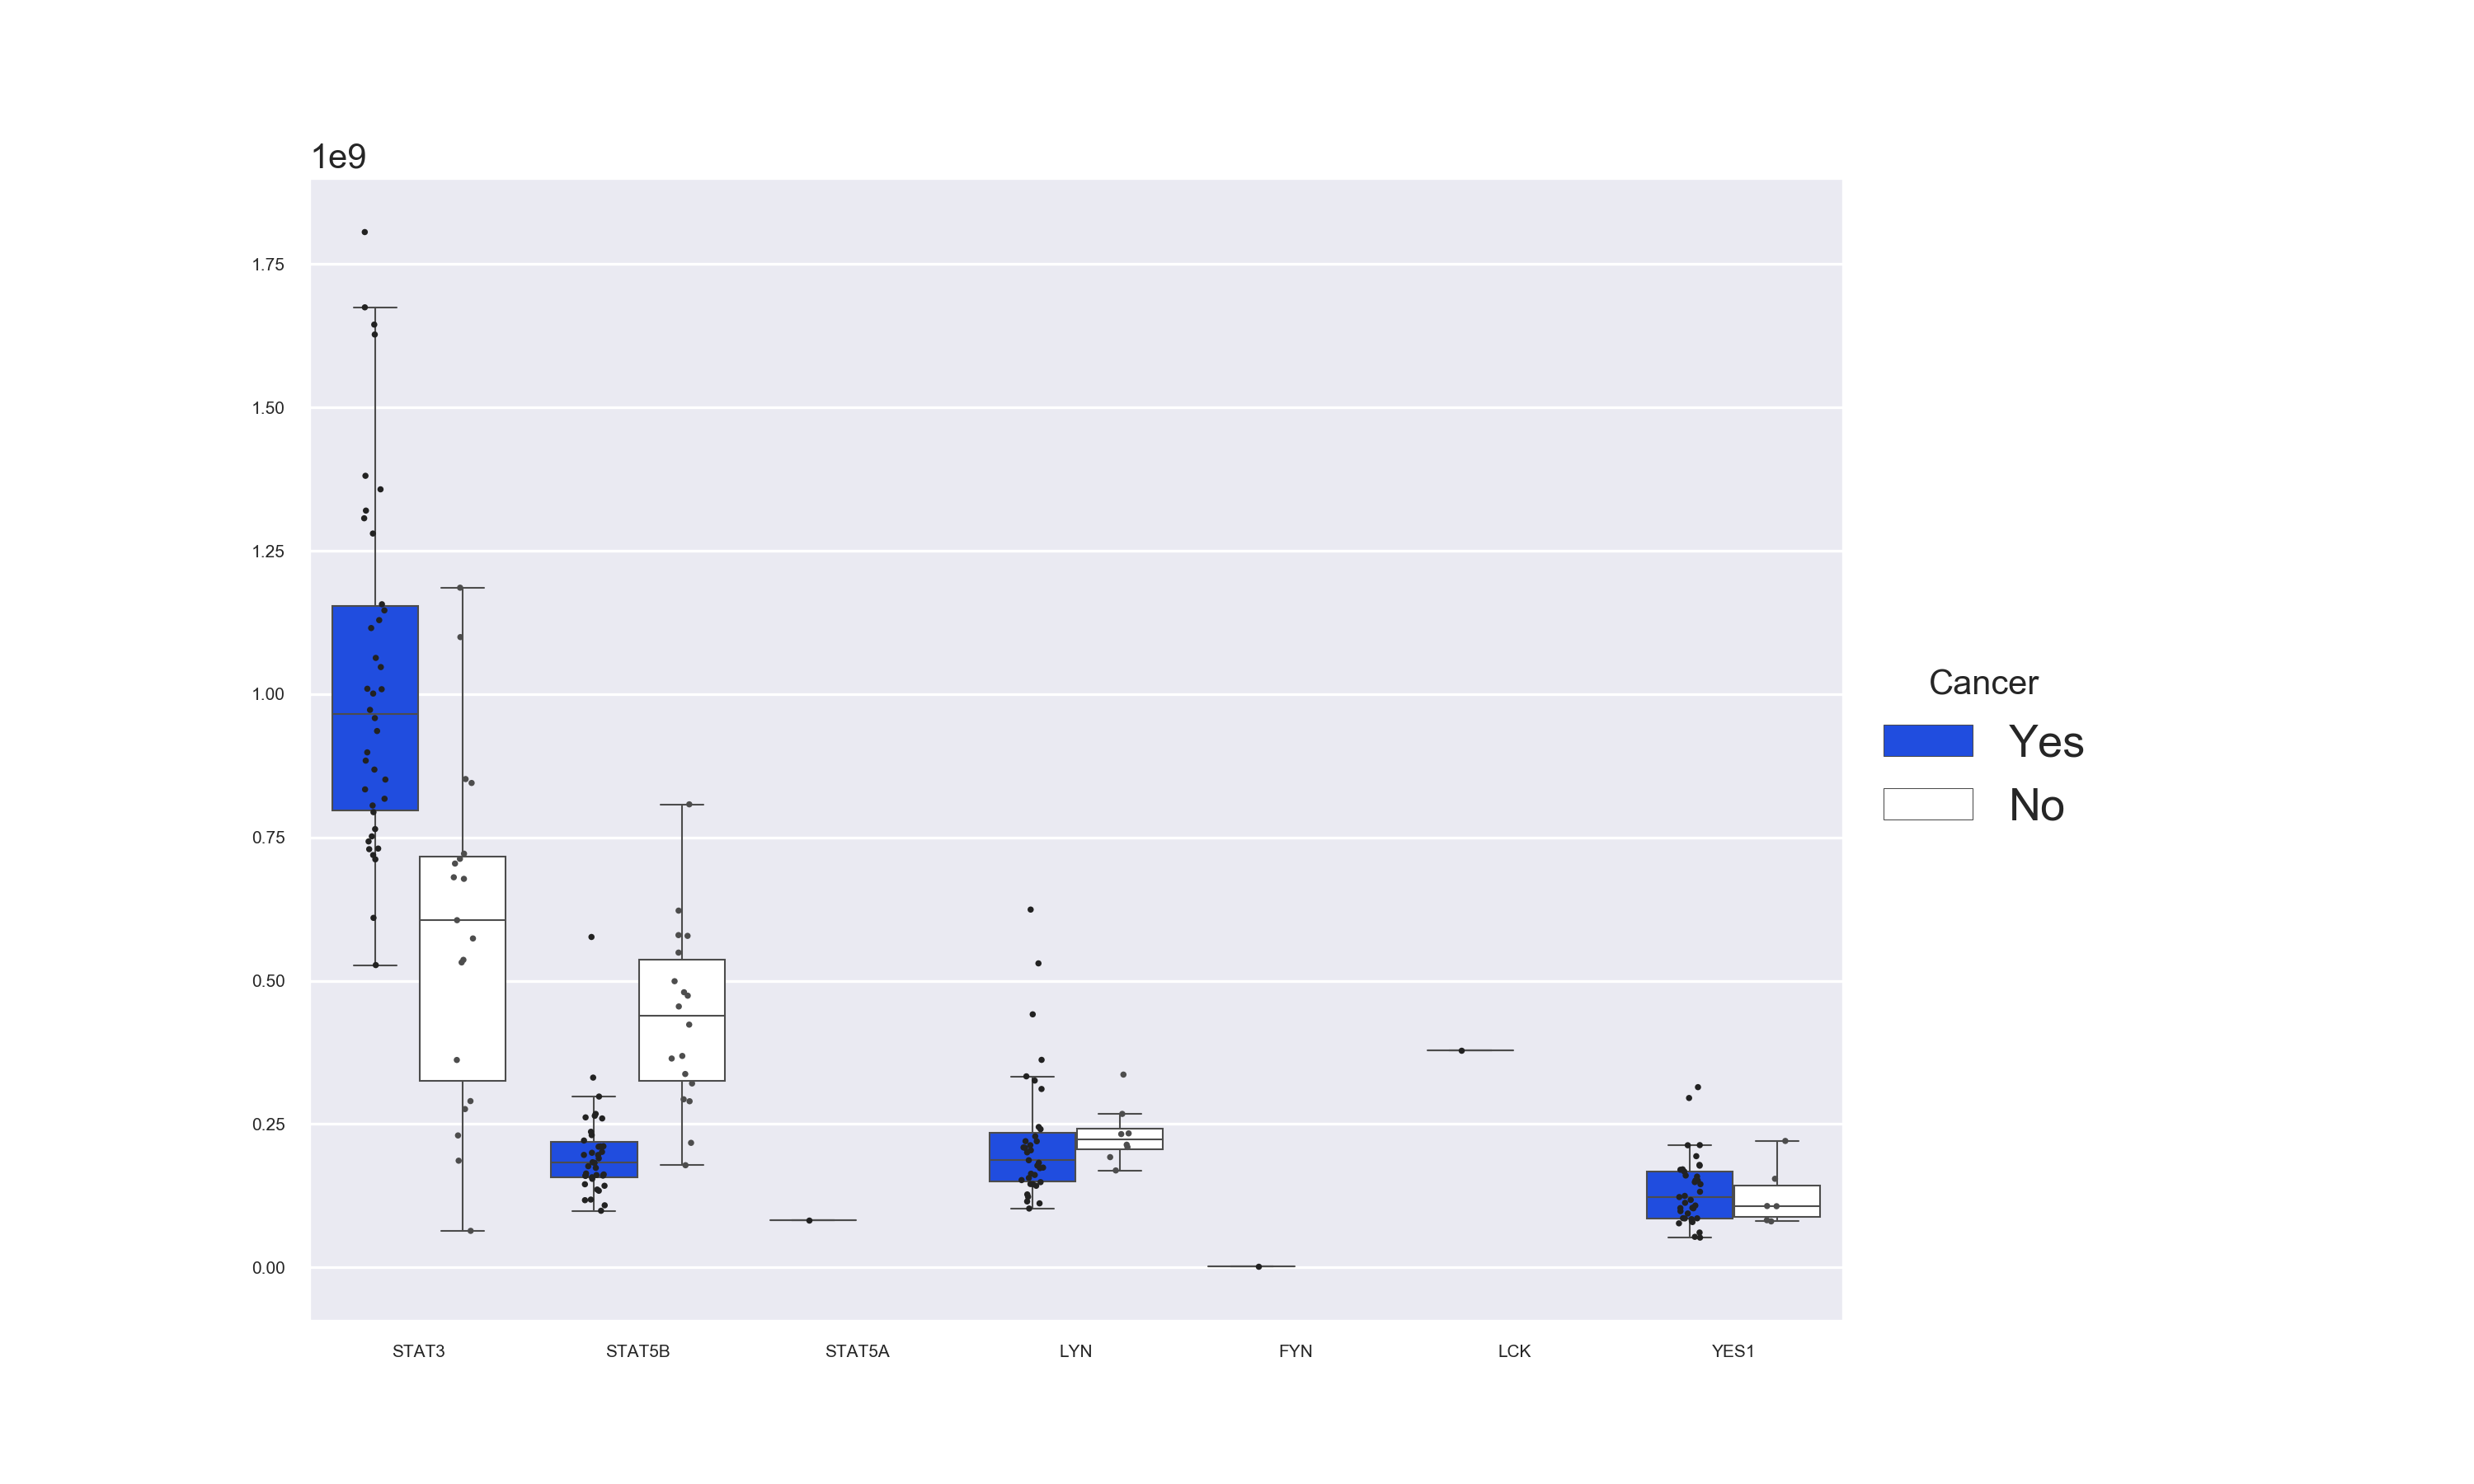 1e9
1.75
1.50
1.25
1.00
0.75
0.50
0.25
0.00
STAT3 STAT5B STAT5A LYN FYN LCK YES1
Cancer
Yes
No